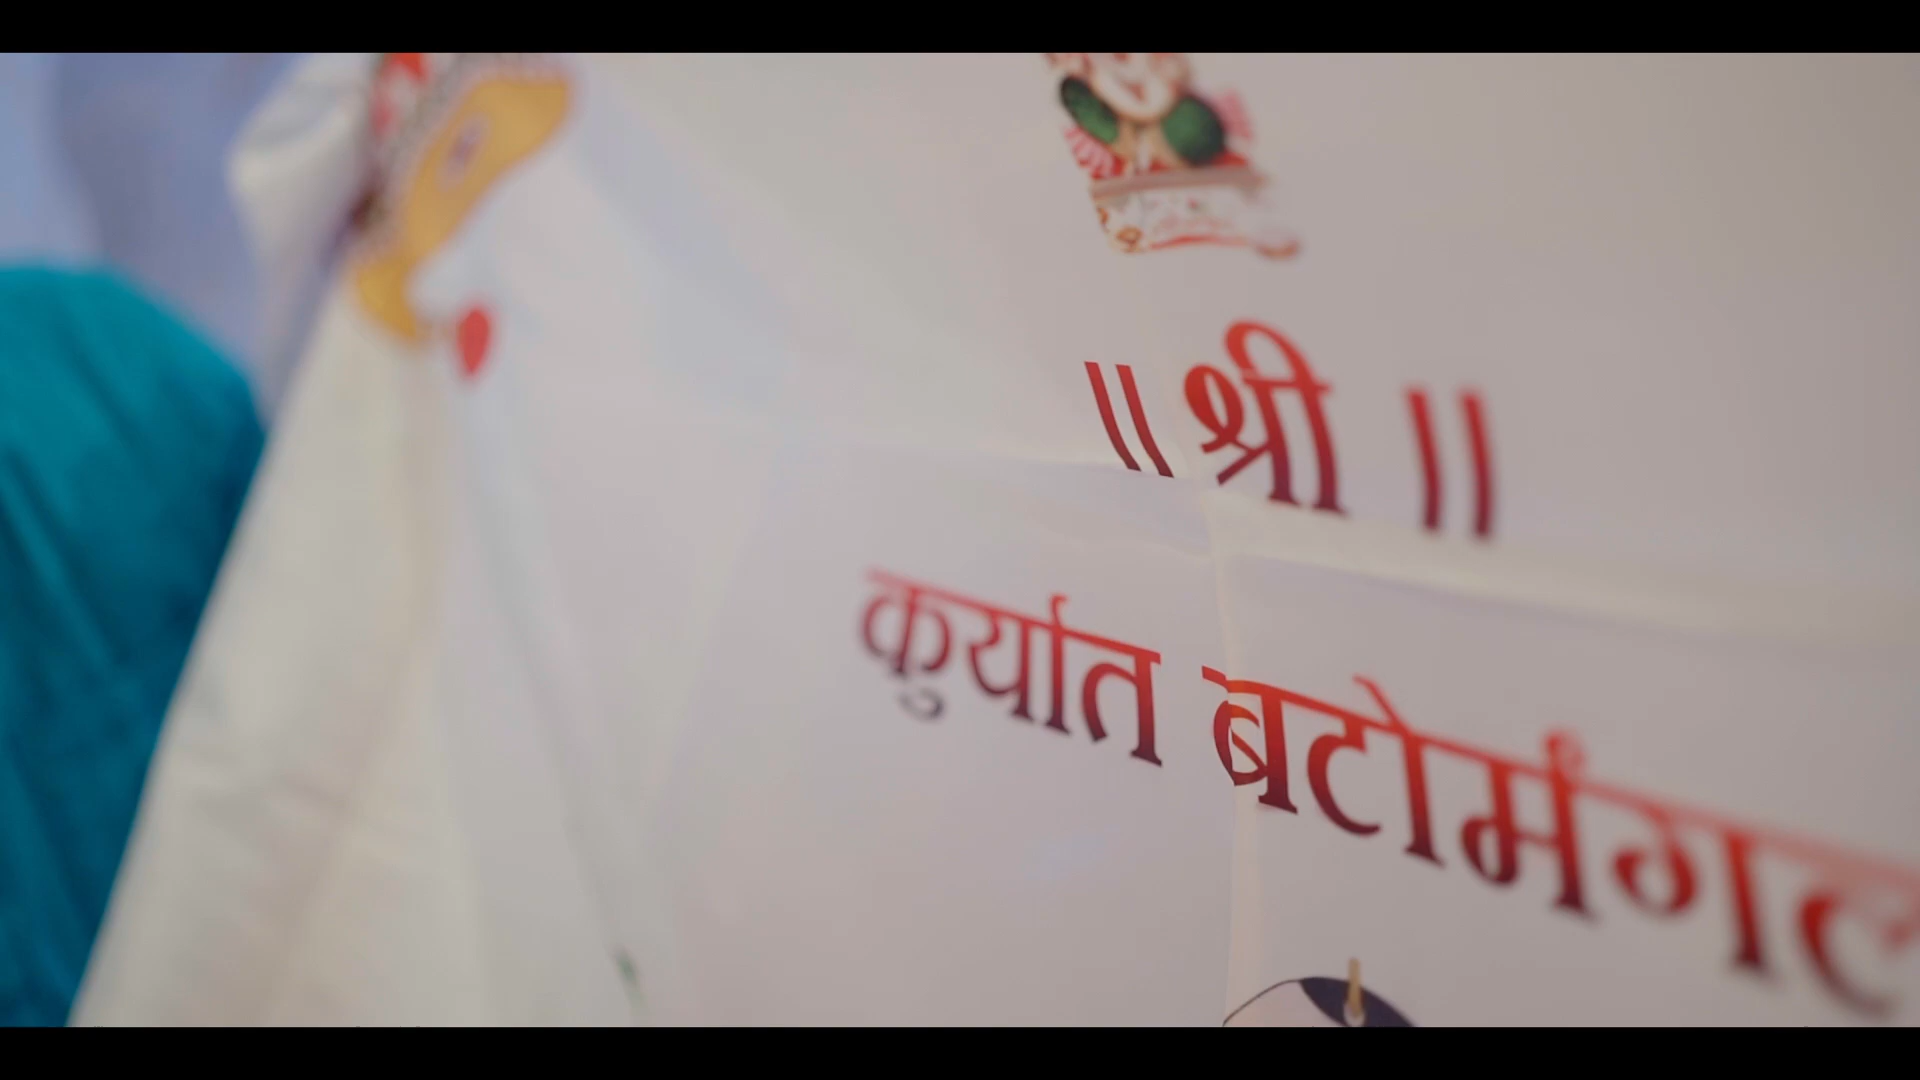 ॥ श्री ॥
कुर्यात बटोमंगल